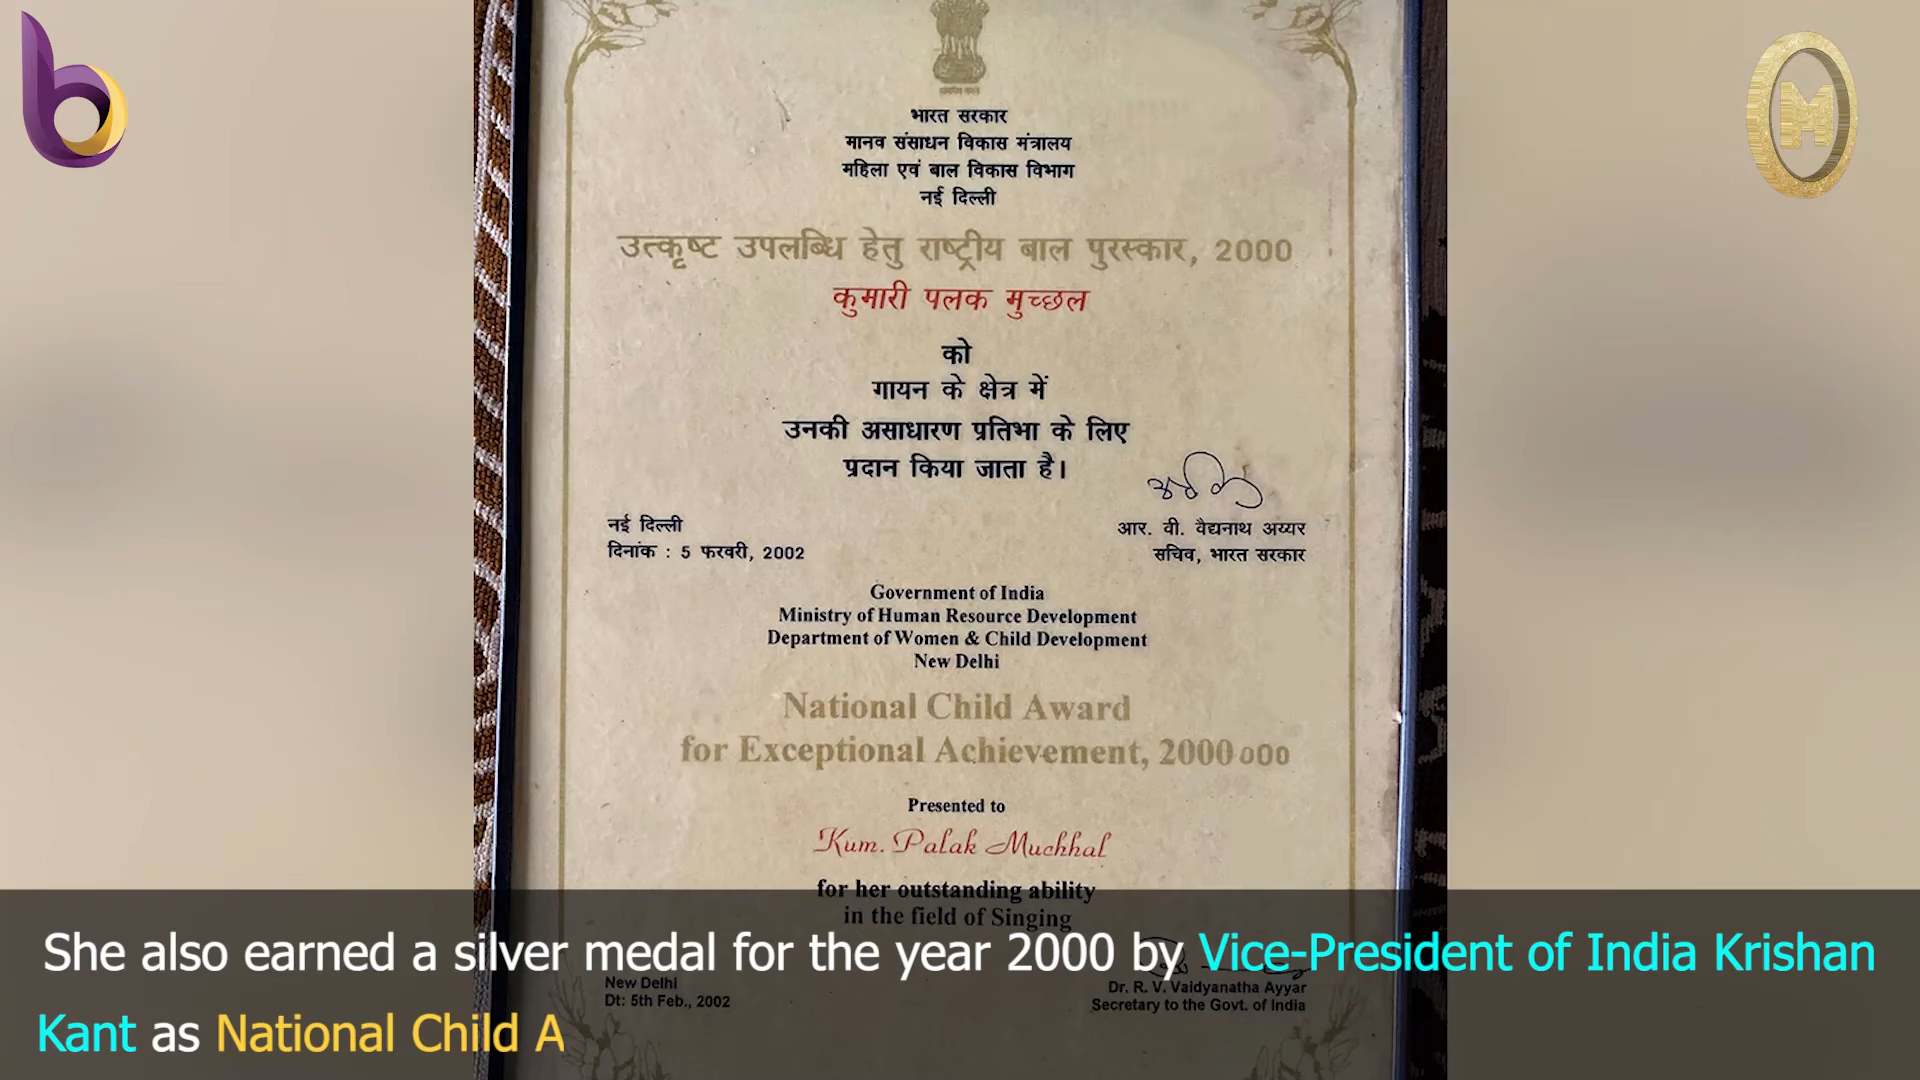 भारत सरकार
मानव संसाधन विकास मंत्रालय
महिला एवं बाल विकास विभाग
नई दिल्ली
उत्कृष्ट उपलब्धि हेतु राष्ट्रीय बाल पुरस्कार, 2000
कुमारी पलक मुच्छल
को
गायन के क्षेत्र में
उनकी असाधारण प्रतिभा के लिए
प्रदान किया जाता है।
नई दिल्ली
दिनांक : 5 फरवरी, 2002
आर. वी. वैद्यनाथ अय्यर
सचिव, भारत सरकार
Government of India
Ministry of Human Resource Development
Department of Women & Child Development
New Delhi
National Child Award
for Exceptional Achievement, 2000000
Presented to
Kum. Palak Muchhal
for her outstanding ability
in the field of Singing
New Delhi
Dt: 5th Feb., 2002
Dr. R. V. Vaidyanatha Ayyar
Secretary to the Govt. of India
She also earned a silver medal for the year 2000 by Vice-President of India Krishan
Kant as National Child A
b
M